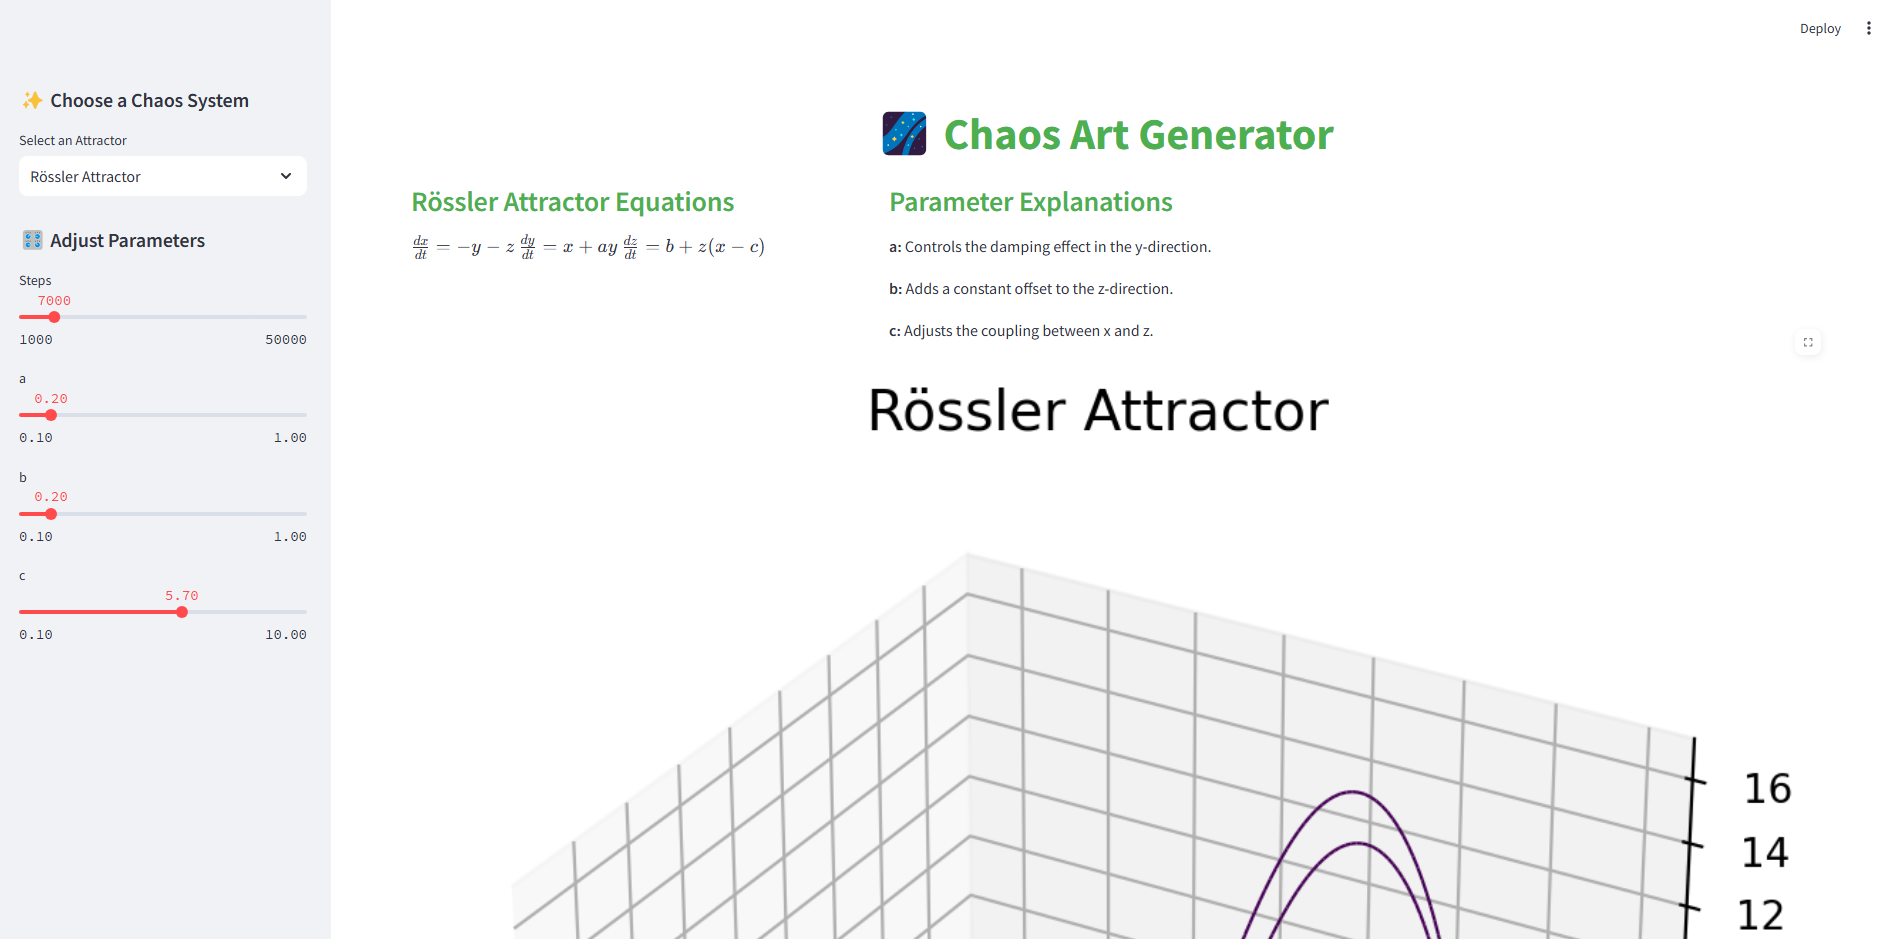 Deploy
✨ Choose a Chaos System
Select an Attractor
Rössler Attractor
🎛️ Adjust Parameters
Steps
7000
1000 50000
a
0.20
0.10 1.00
b
0.20
0.10 1.00
c
5.70
0.10 10.00
🌌 Chaos Art Generator
Rössler Attractor Equations
dx/dt = −y − z dy/dt = x + ay dz/dt = b + z(x − c)
Parameter Explanations
a: Controls the damping effect in the y-direction.
b: Adds a constant offset to the z-direction.
c: Adjusts the coupling between x and z.
Rössler Attractor
16
14
12